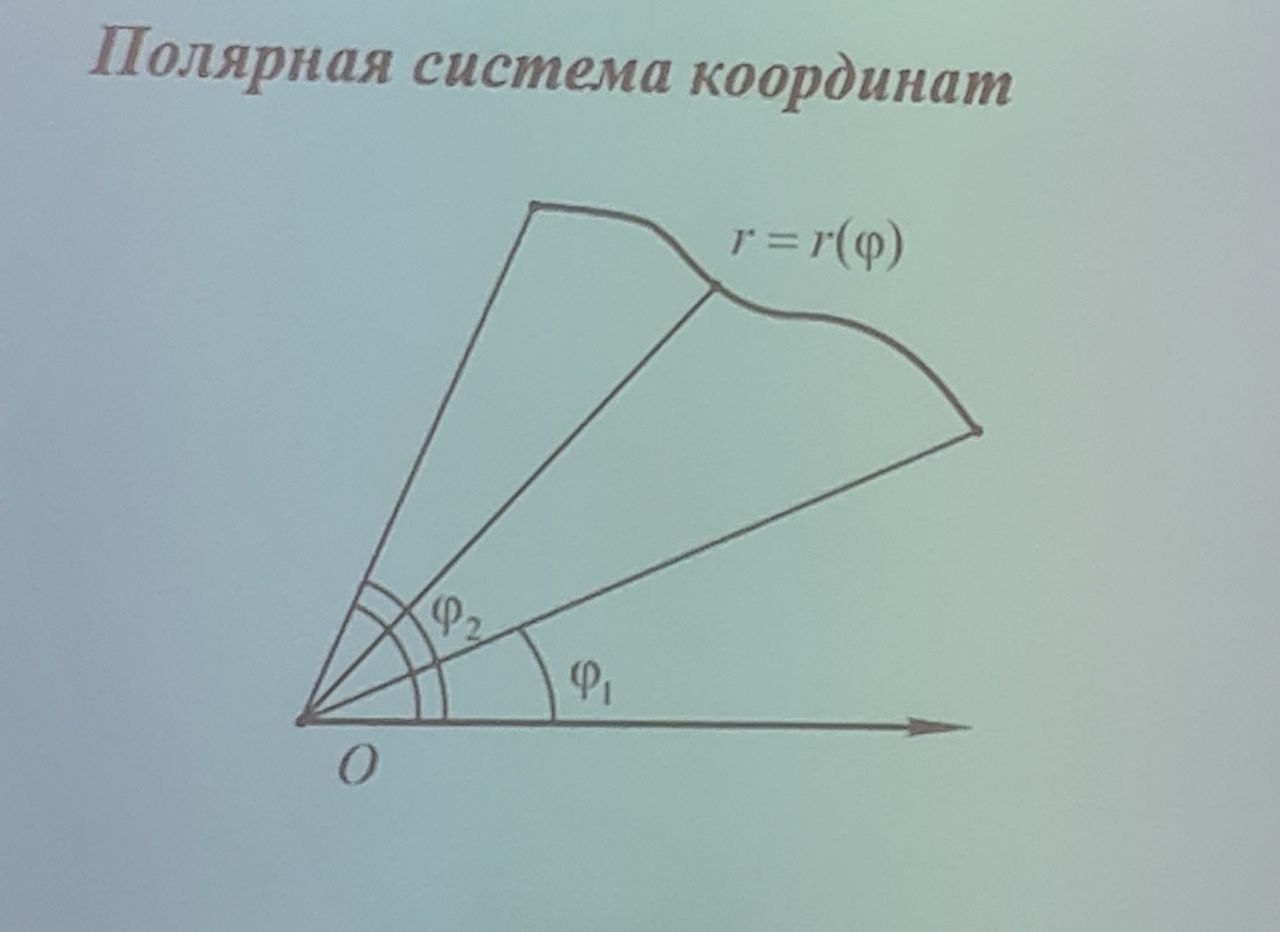 Полярная система координат
r = r(φ)
φ₂
φ₁
O